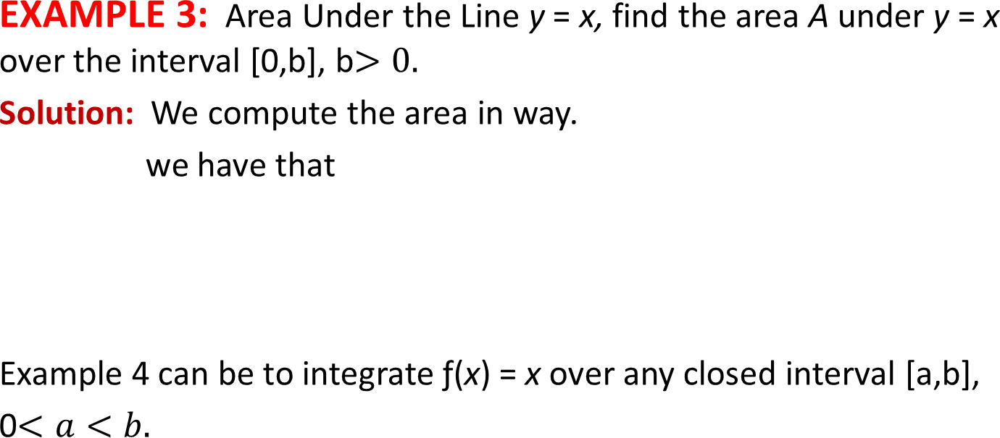 EXAMPLE 3: Area Under the Line y = x, find the area A under y = x
over the interval [0,b], b> 0.
Solution: We compute the area in way.
we have that
Example 4 can be to integrate ƒ(x) = x over any closed interval [a,b],
0< a < b.